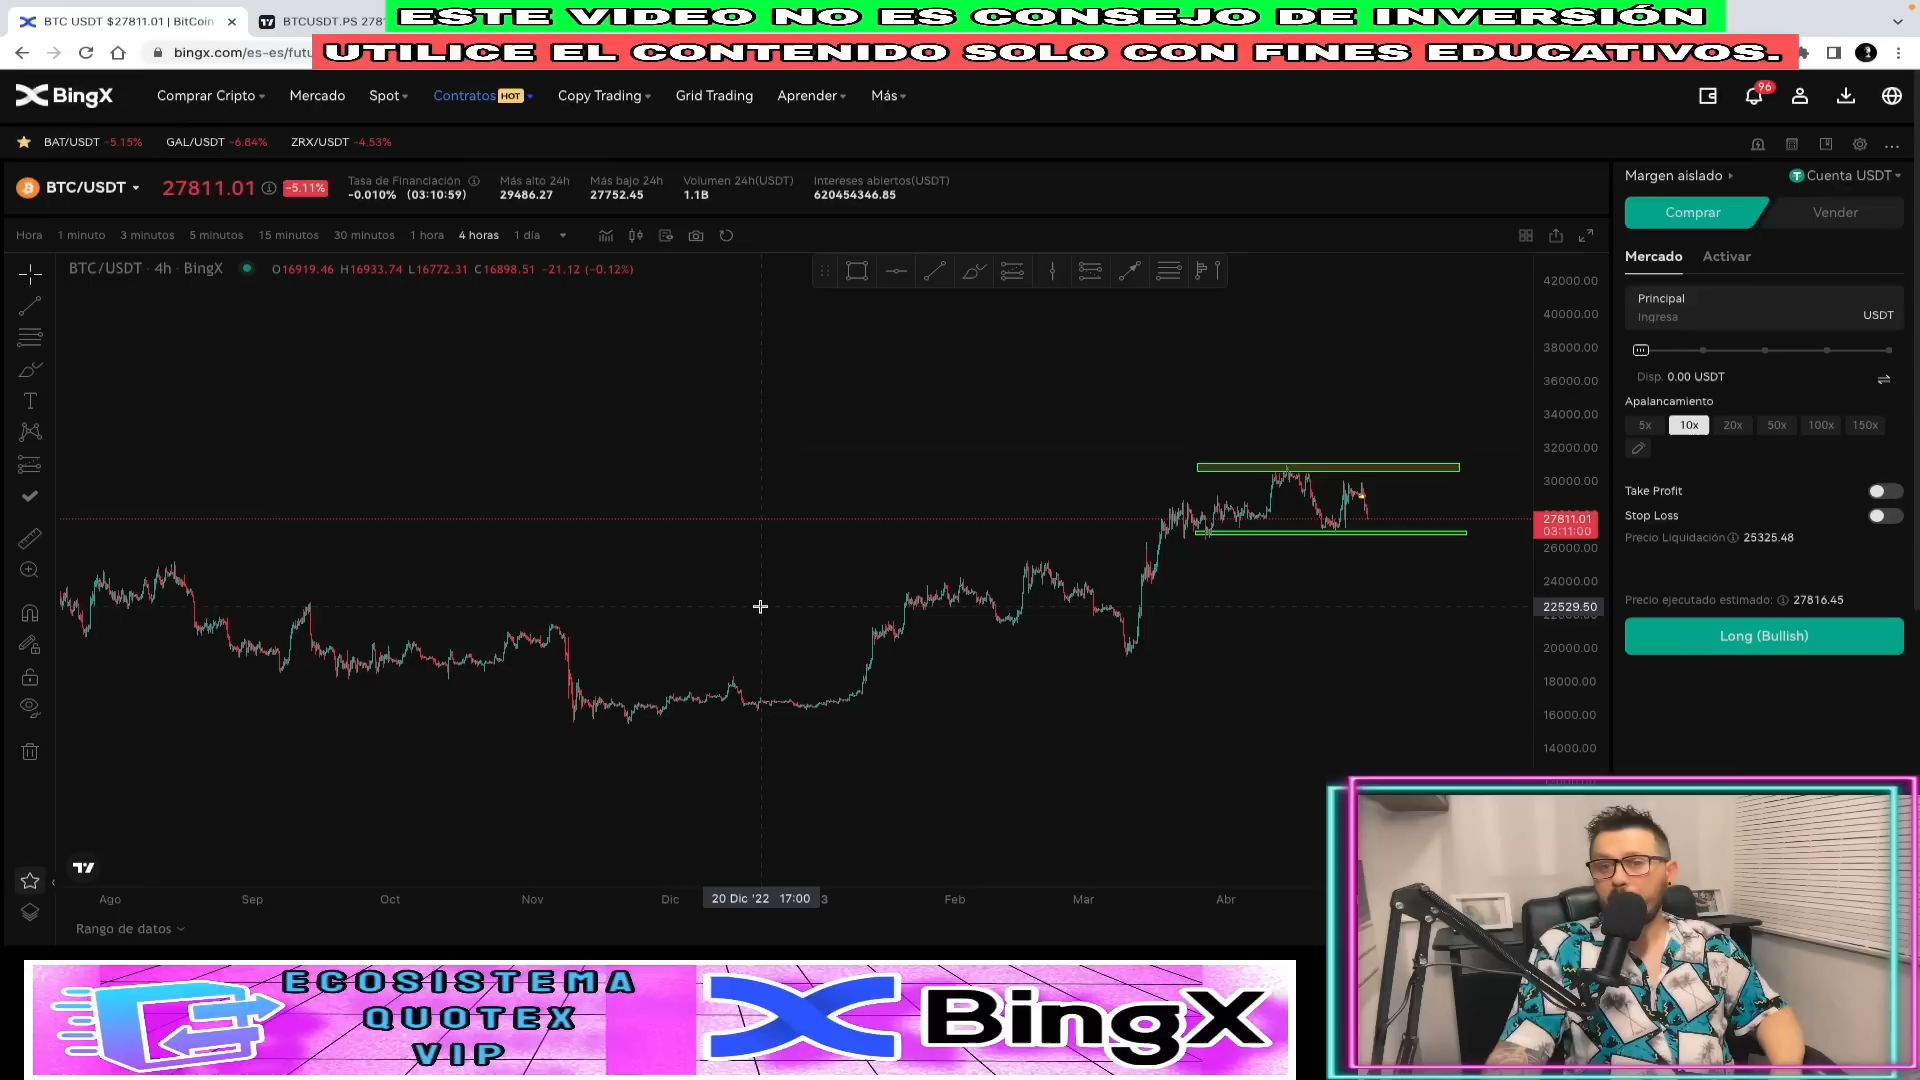 BTC USDT $27811.01 | BitCoin
BTCUSDT.PS 2781
ESTE VIDEO NO ES CONSEJO DE INVERSIÓN
bingx.com/es-es/futu
UTILICE EL CONTENIDO SOLO CON FINES EDUCATIVOS.
BingX
Comprar Cripto
Mercado
Spot
Contratos
HOT
Copy Trading
Grid Trading
Aprender
Más
96
BAT/USDT -5.15%
GAL/USDT -6.84%
ZRX/USDT -4.53%
BTC/USDT
27811.01
-5.11%
Tasa de Financiación
-0.010% (03:10:59)
Más alto 24h
29486.27
Más bajo 24h
27752.45
Volumen 24h(USDT)
1.1B
Intereses abiertos(USDT)
620454346.85
Margen aislado
Cuenta USDT
Comprar
Vender
Hora
1 minuto
3 minutos
5 minutos
15 minutos
30 minutos
1 hora
4 horas
1 día
BTC/USDT · 4h · BingX
O16919.46 H16933.74 L16772.31 C16898.51 -21.12 (-0.12%)
Mercado
Activar
Principal
Ingresa
USDT
Disp. 0.00 USDT
Apalancamiento
5x
10x
20x
50x
100x
150x
Take Profit
Stop Loss
Precio Liquidación 25325.48
Precio ejecutado estimado: 27816.45
Long (Bullish)
42000.00
40000.00
38000.00
36000.00
34000.00
32000.00
30000.00
27811.01
03:11:00
26000.00
24000.00
22529.50
20000.00
18000.00
16000.00
14000.00
Ago
Sep
Oct
Nov
Dic
20 Dic '22 17:00
3
Feb
Mar
Abr
Rango de datos
ECOSISTEMA
QUOTEX
VIP
BingX